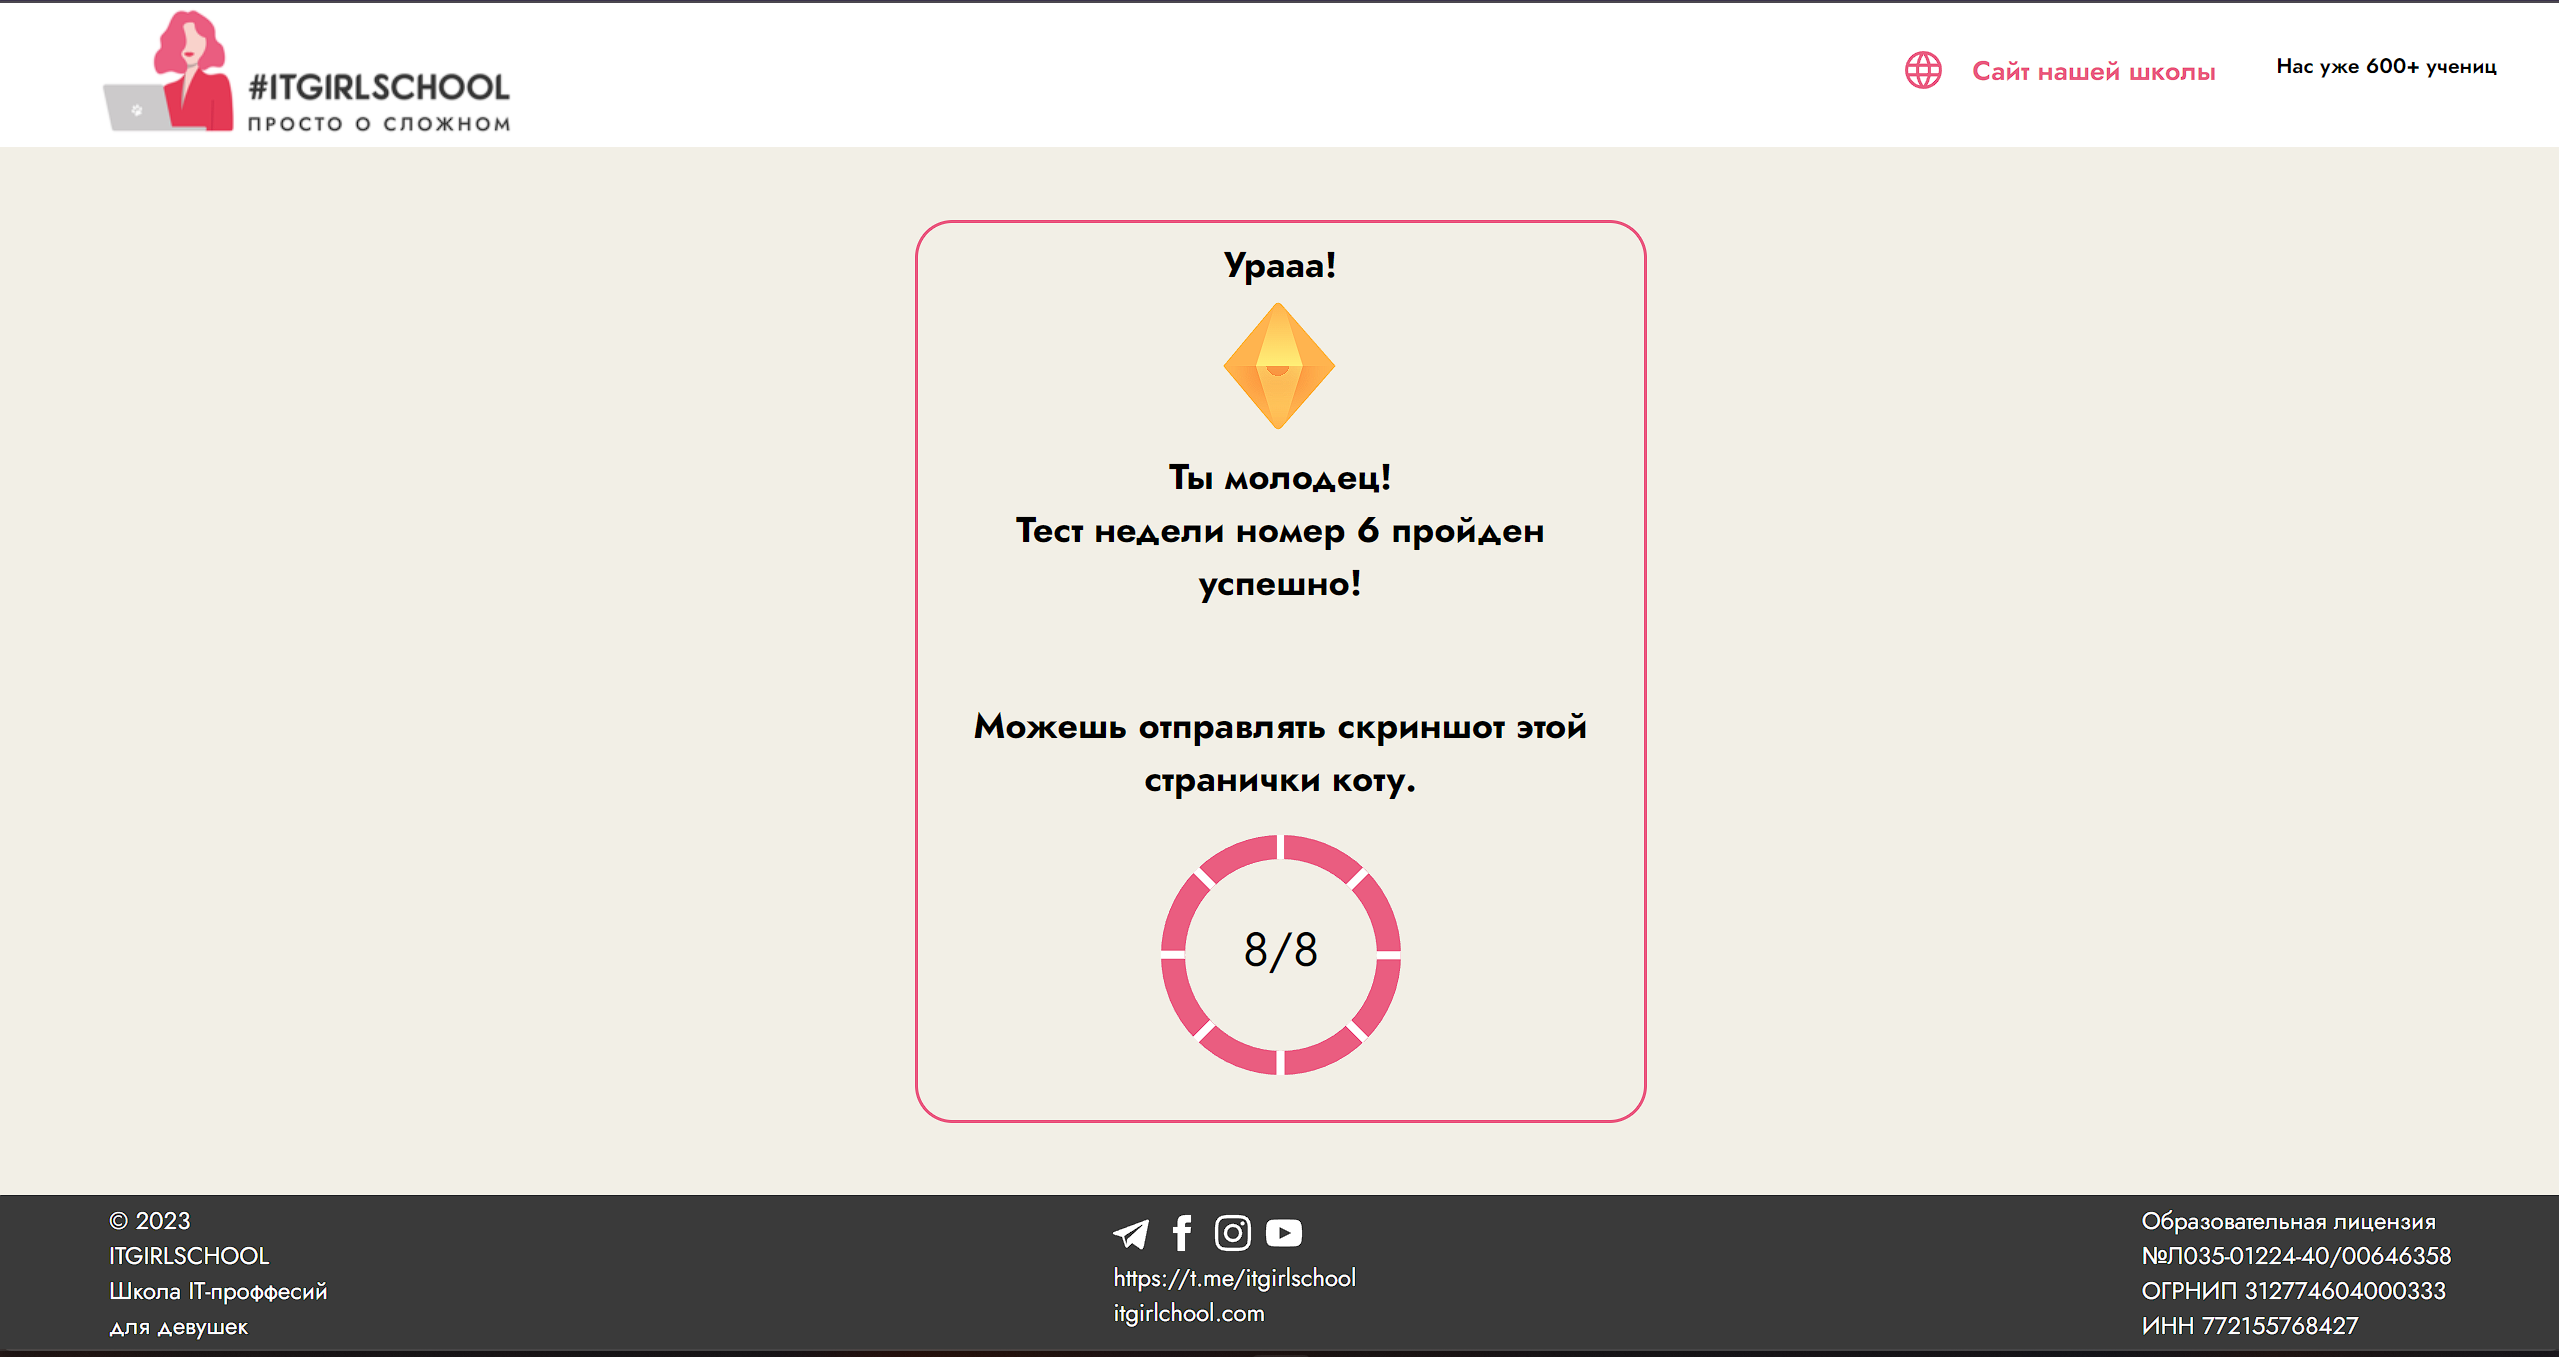 #ITGIRLSCHOOL
ПРОСТО О СЛОЖНОМ
Сайт нашей школы
Нас уже 600+ учениц
Урааа!
Ты молодец!
Тест недели номер 6 пройден
успешно!
Можешь отправлять скриншот этой
странички коту.
8/8
© 2023
ITGIRLSCHOOL
Школа IT-проффесий
для девушек
https://t.me/itgirlschool
itgirlchool.com
Образовательная лицензия
№Л035-01224-40/00646358
ОГРНИП 312774604000333
ИНН 772155768427